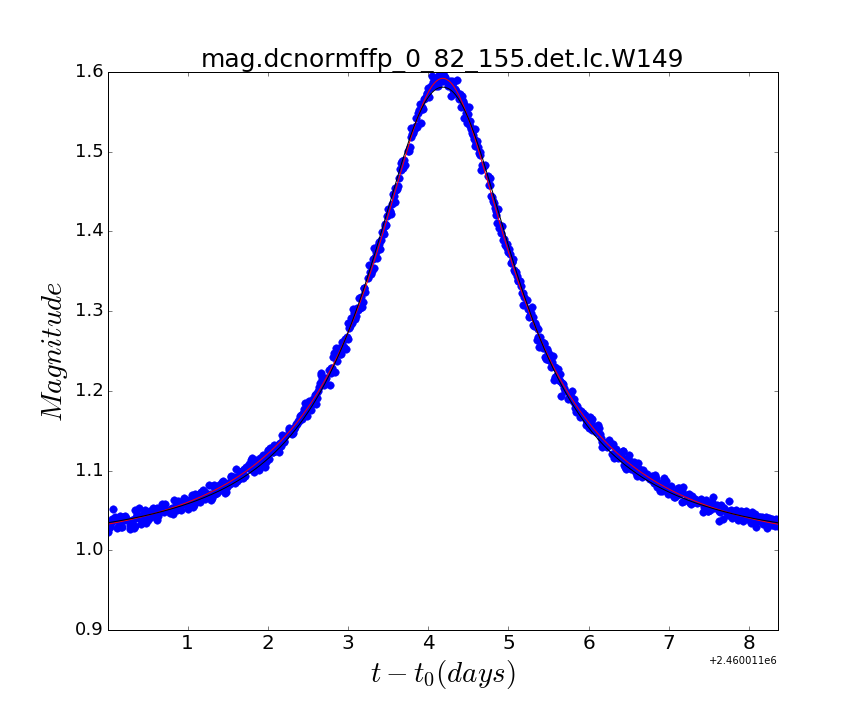 mag.dcnormffp_0_82_155.det.lc.W149
1.6
1.5
1.4
1.3
1.2
1.1
1.0
0.9
Magnitude
1 2 3 4 5 6 7 8
+2.460011e6
t − t₀(days)